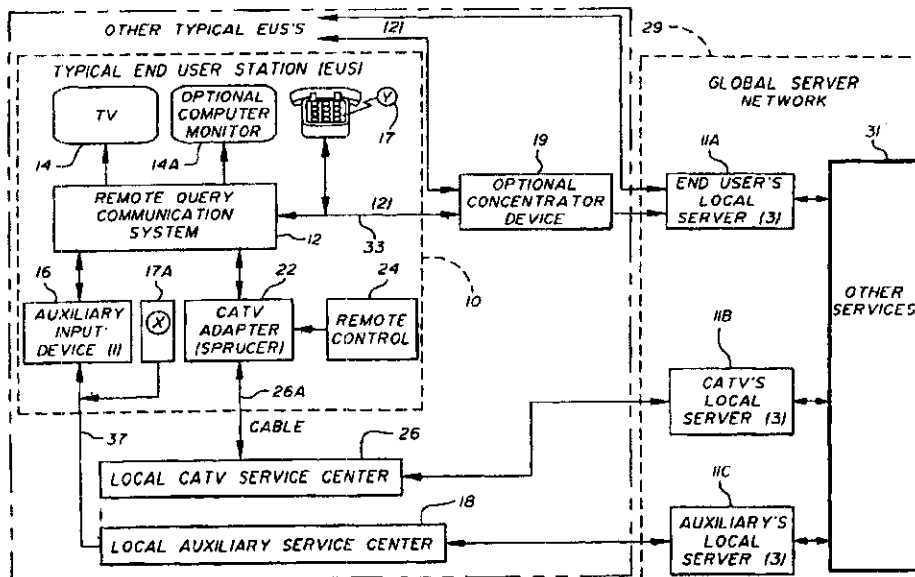 OTHER TYPICAL EUS'S
121
29
TYPICAL END USER STATION (EUS)
GLOBAL SERVER
NETWORK
TV
OPTIONAL
COMPUTER
MONITOR
Y
17
31
14
14A
19
11A
REMOTE QUERY
COMMUNICATION
SYSTEM
121
OPTIONAL
CONCENTRATOR
DEVICE
END USER'S
LOCAL
SERVER (3)
12
33
16
17A
22
24
10
AUXILIARY
INPUT
DEVICE (1)
X
CATV
ADAPTER
(SPRUCER)
REMOTE
CONTROL
OTHER
SERVICES
11B
26A
CATV'S
LOCAL
SERVER (3)
37
CABLE
26
LOCAL CATV SERVICE CENTER
11C
18
LOCAL AUXILIARY SERVICE CENTER
AUXILIARY'S
LOCAL
SERVER (3)